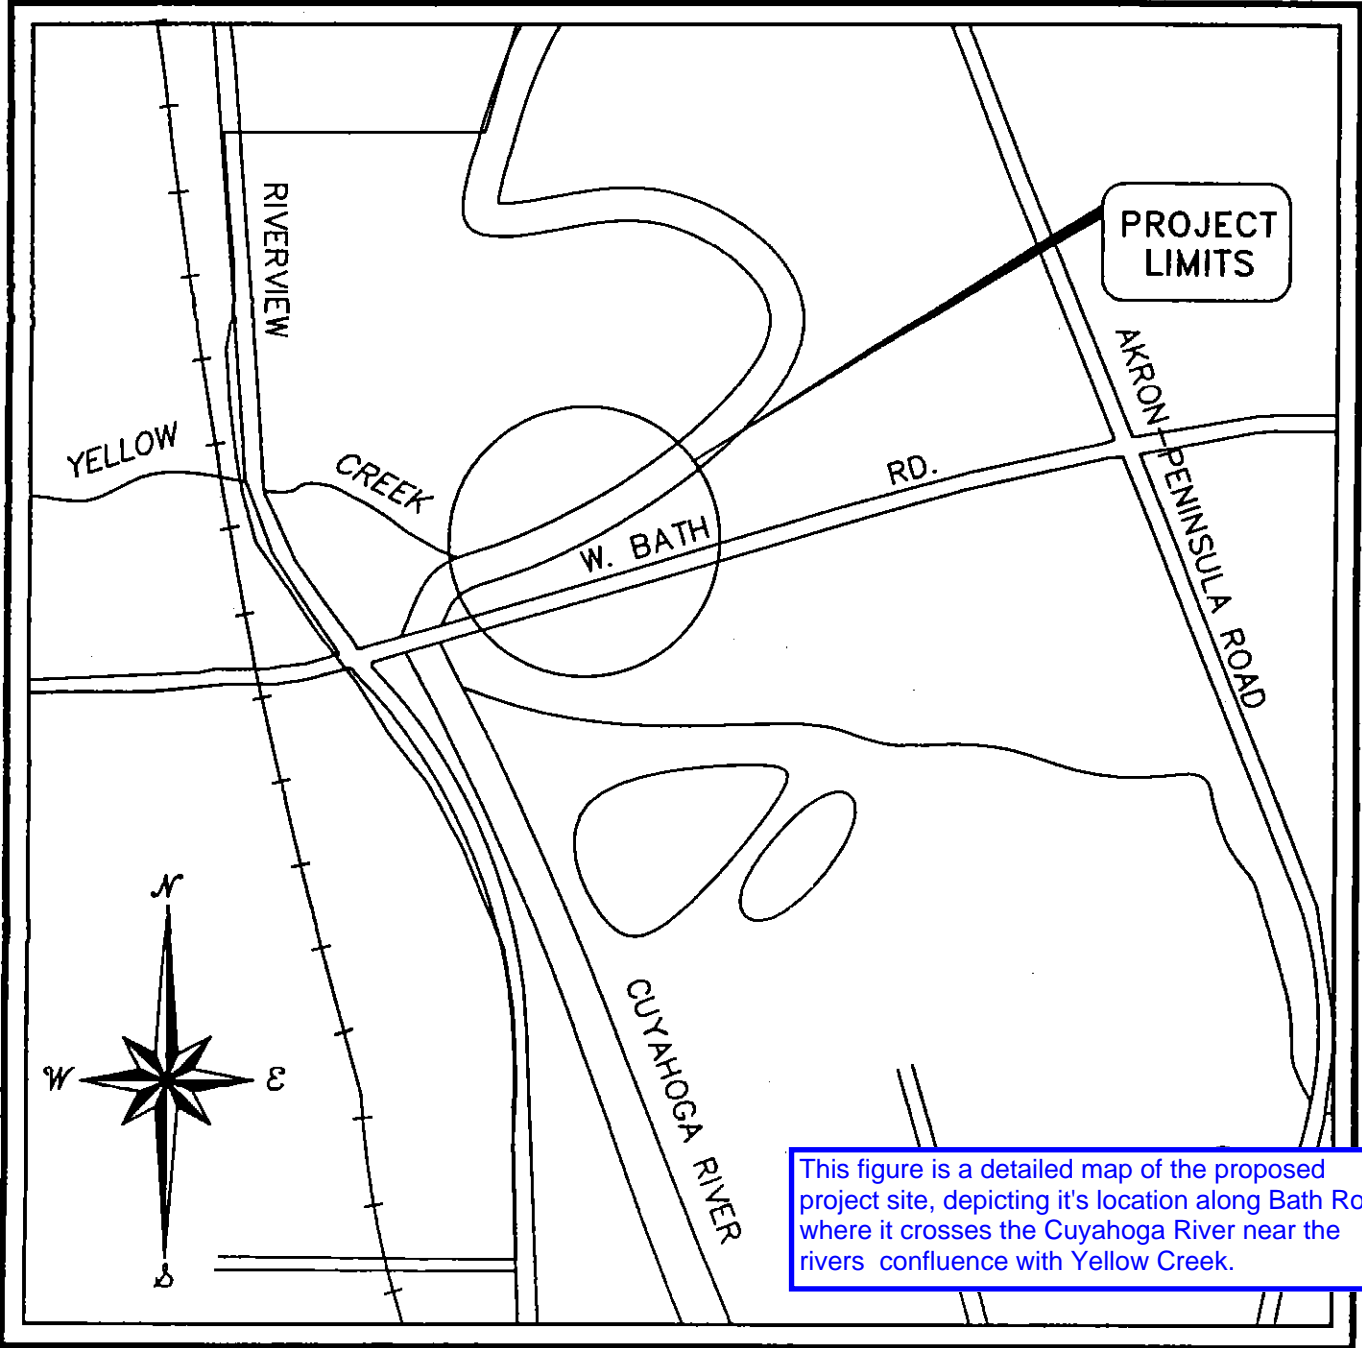 RIVERVIEW
PROJECT
LIMITS
AKRON-PENINSULA ROAD
YELLOW
CREEK
RD.
W. BATH
N
W
E
S
CUYAHOGA RIVER
This figure is a detailed map of the proposed
project site, depicting it's location along Bath Ro
where it crosses the Cuyahoga River near the
rivers confluence with Yellow Creek.